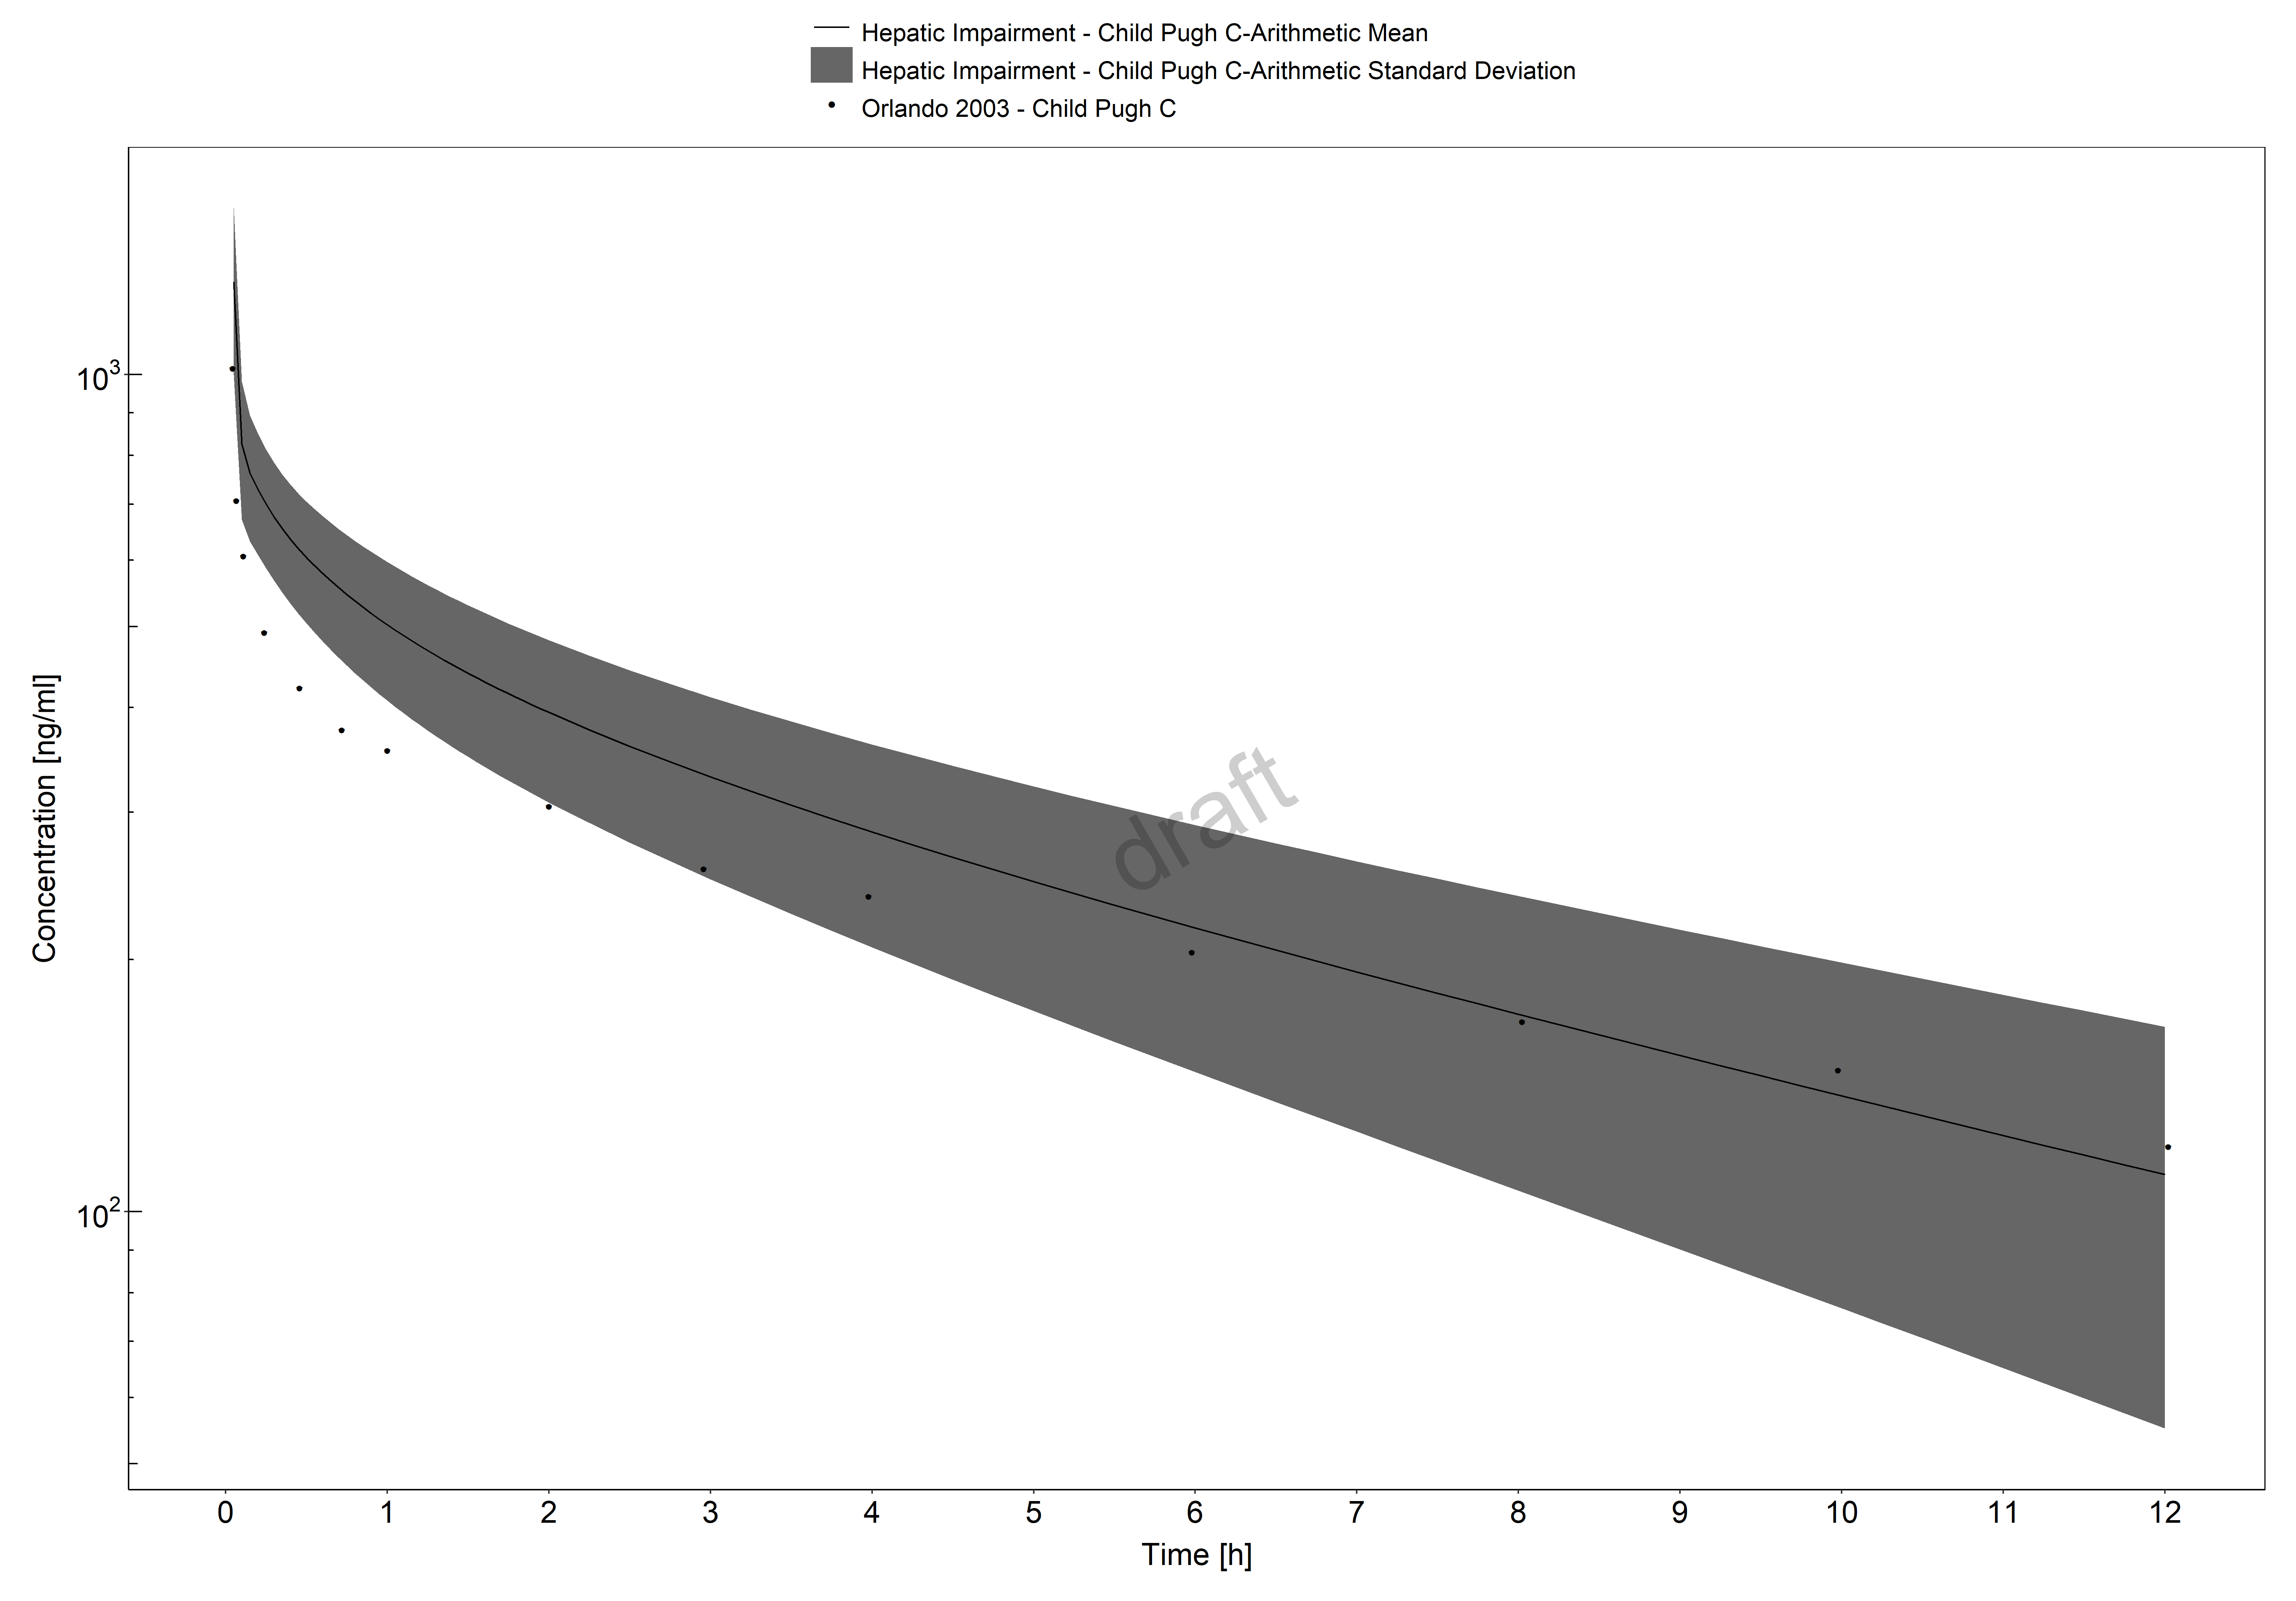 Hepatic Impairment - Child Pugh C-Arithmetic Mean
Hepatic Impairment - Child Pugh C-Arithmetic Standard Deviation
Orlando 2003 - Child Pugh C
10³
10²
Concentration [ng/ml]
draft
0 1 2 3 4 5 6 7 8 9 10 11 12
Time [h]